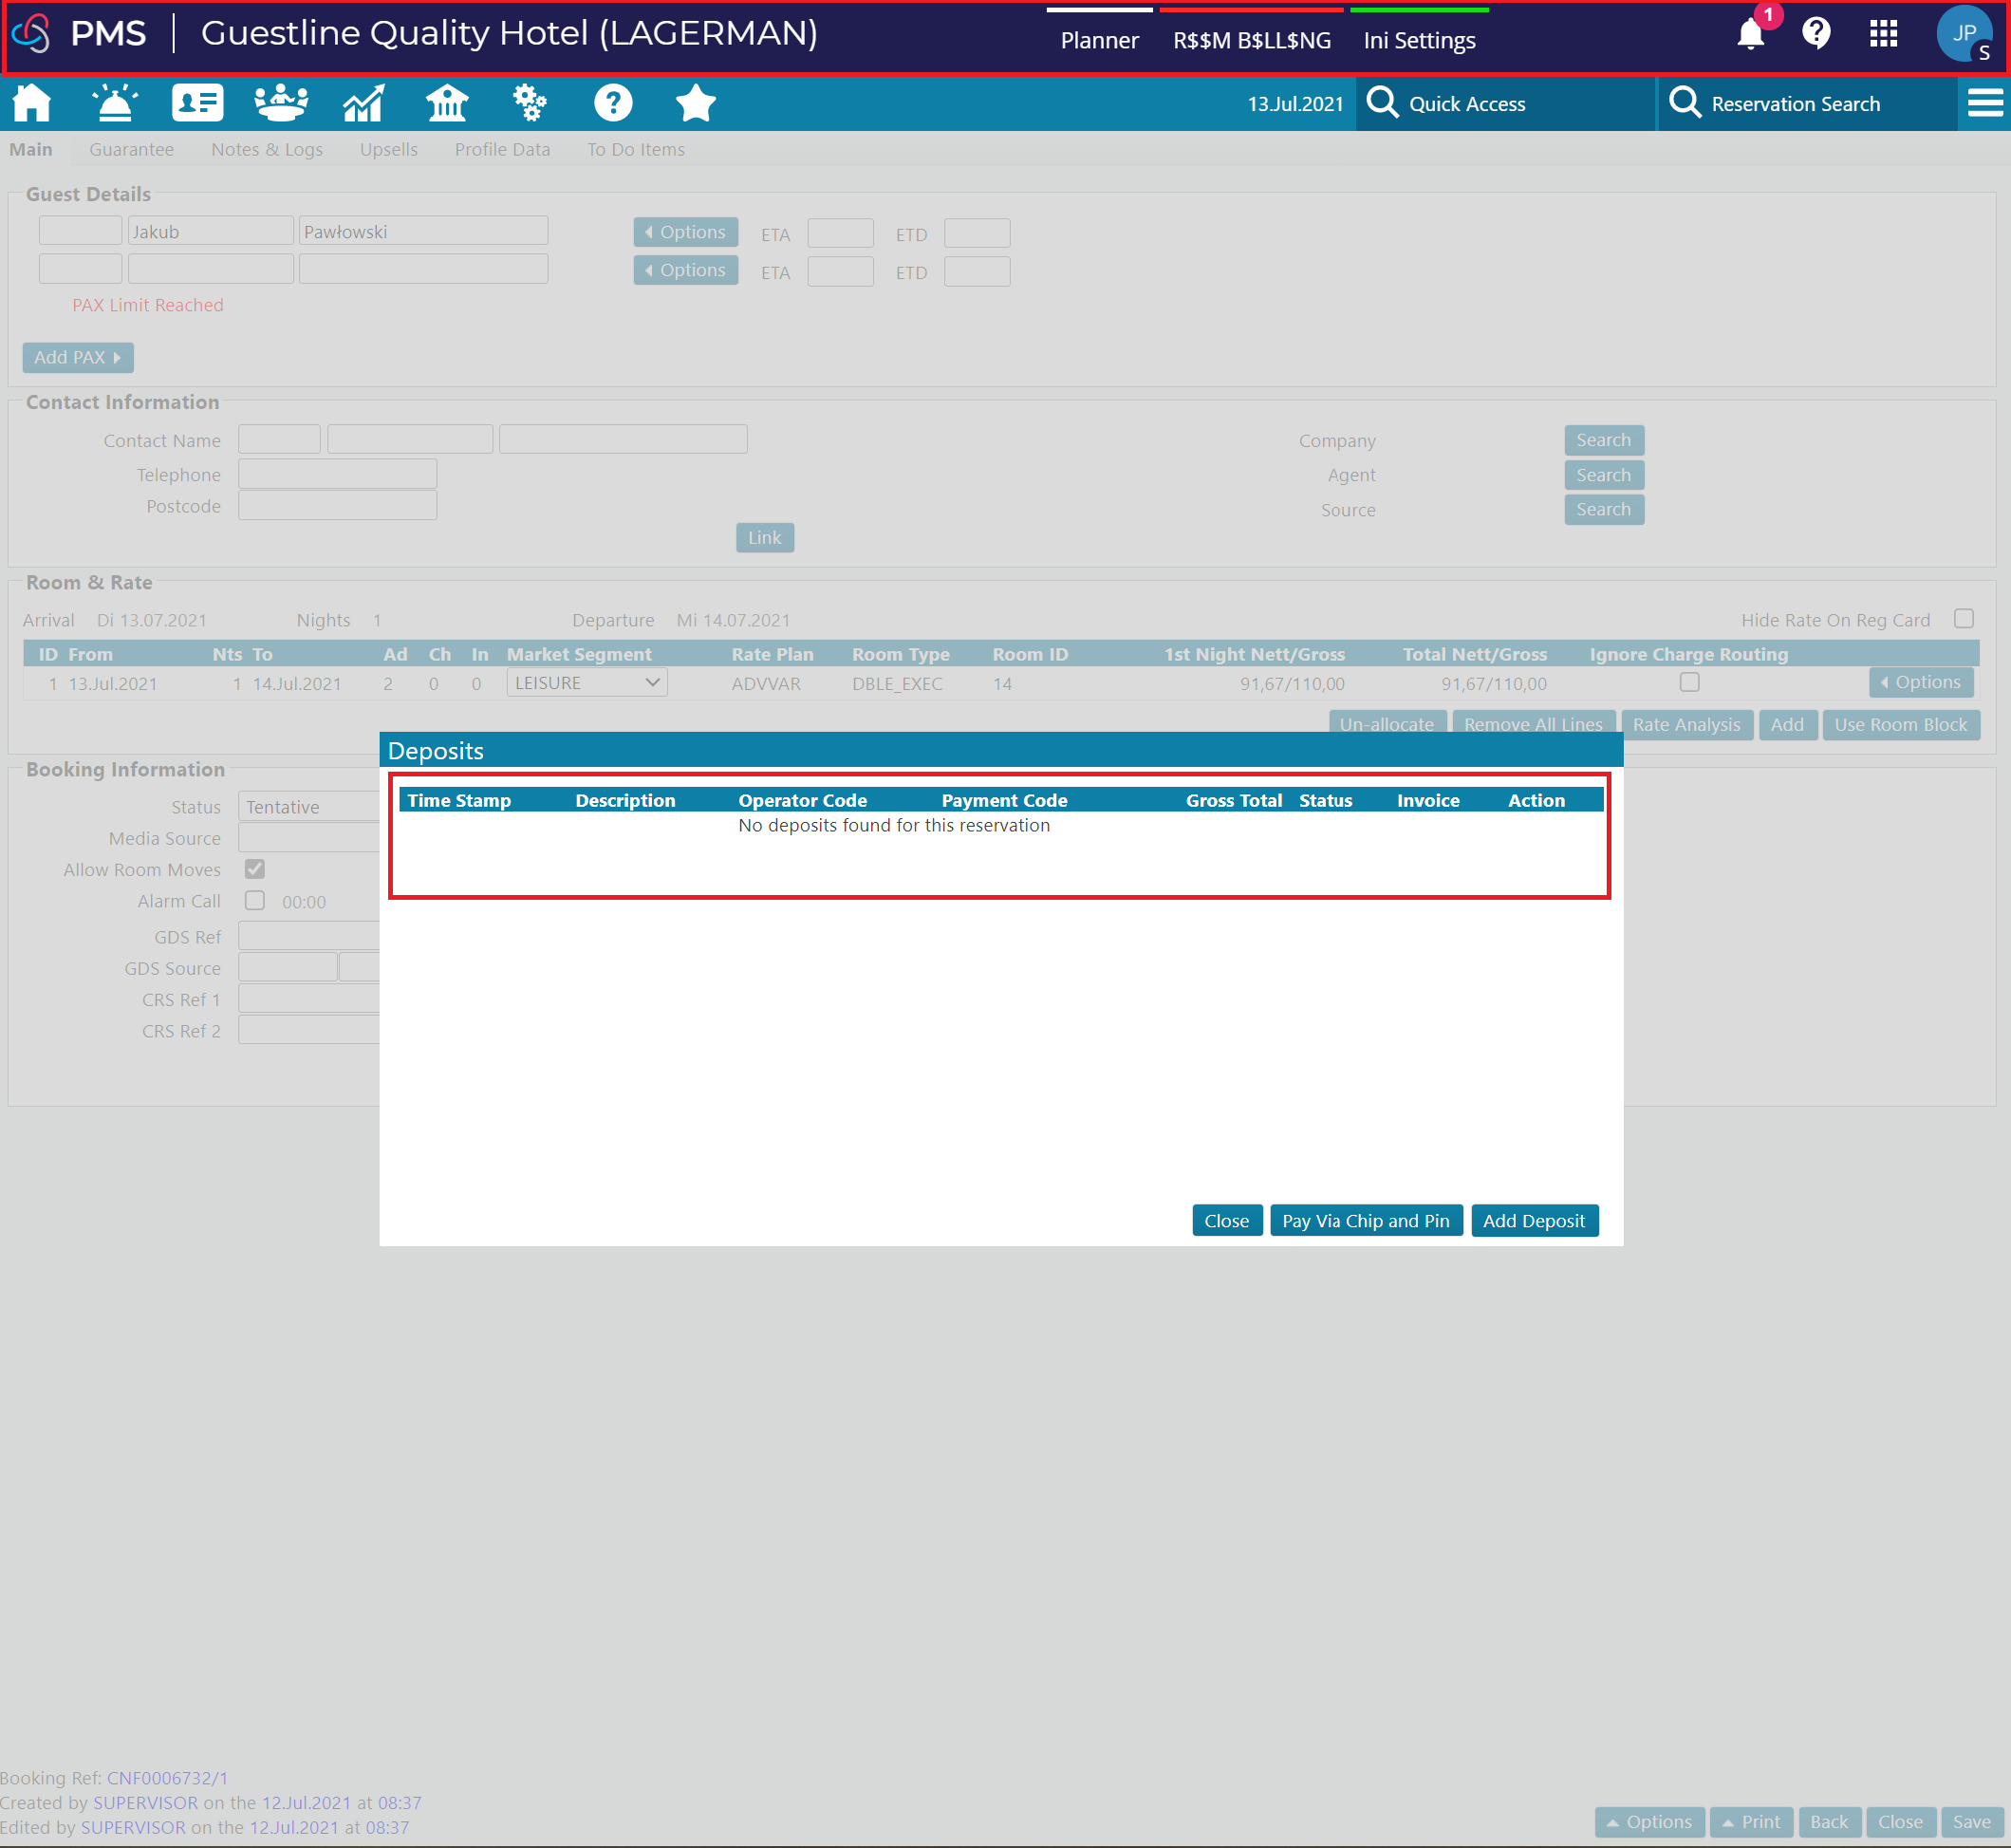 PMS Guestline Quality Hotel (LAGERMAN) Planner R$$M B$LL$NG Ini Settings 1 JP S
13.Jul.2021 Quick Access Reservation Search
Main Guarantee Notes & Logs Upsells Profile Data To Do Items
Guest Details
Jakub Pawłowski Options ETA ETD
Options ETA ETD
PAX Limit Reached
Add PAX
Contact Information
Contact Name Company Search
Telephone Agent Search
Postcode Source Search
Link
Room & Rate
Arrival Di 13.07.2021 Nights 1 Departure Mi 14.07.2021 Hide Rate On Reg Card
ID From Nts To Ad Ch In Market Segment Rate Plan Room Type Room ID 1st Night Nett/Gross Total Nett/Gross Ignore Charge Routing
1 13.Jul.2021 1 14.Jul.2021 2 0 0 LEISURE ADVVAR DBLE_EXEC 14 91,67/110,00 91,67/110,00 Options
Un-allocate Remove All Lines Rate Analysis Add Use Room Block
Deposits
Time Stamp Description Operator Code Payment Code Gross Total Status Invoice Action
No deposits found for this reservation
Close Pay Via Chip and Pin Add Deposit
Booking Information
Status Tentative
Media Source
Allow Room Moves
Alarm Call 00:00
GDS Ref
GDS Source
CRS Ref 1
CRS Ref 2
Booking Ref: CNF0006732/1
Created by SUPERVISOR on the 12.Jul.2021 at 08:37
Edited by SUPERVISOR on the 12.Jul.2021 at 08:37
Options Print Back Close Save